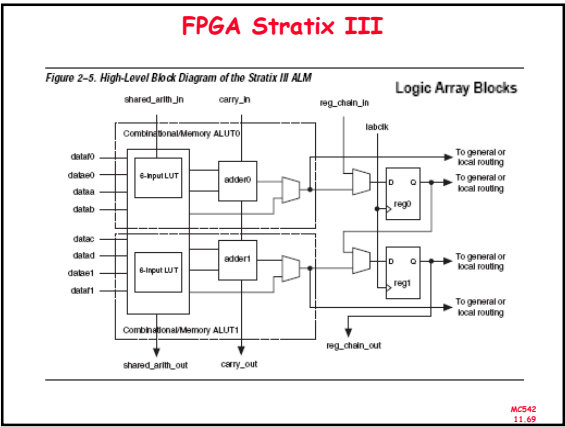 FPGA Stratix III
Figure 2–5. High-Level Block Diagram of the Stratix III ALM
Logic Array Blocks
shared_arith_in
carry_in
reg_chain_in
labclk
Combinational/Memory ALUT0
dataf0
datae0
dataa
datab
6-Input LUT
adder0
D Q
reg0
To general or
local routing
To general or
local routing
datac
datad
datae1
dataf1
6-Input LUT
adder1
D Q
reg1
To general or
local routing
To general or
local routing
Combinational/Memory ALUT1
reg_chain_out
shared_arith_out
carry_out
MC542
11.69